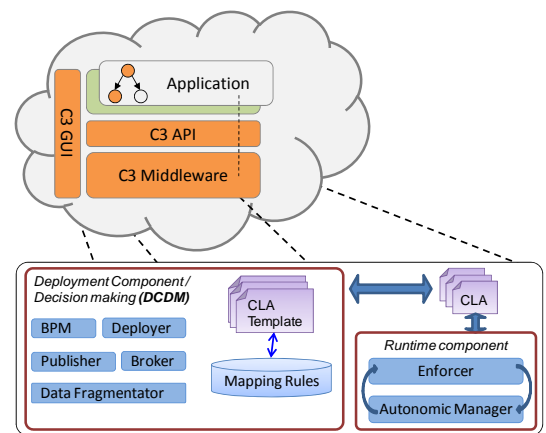 Application
C3 GUI
C3 API
C3 Middleware
Deployment Component /
Decision making (DCDM)
BPM
Deployer
Publisher
Broker
Data Fragmentator
CLA
Template
Mapping Rules
CLA
Runtime component
Enforcer
Autonomic Manager